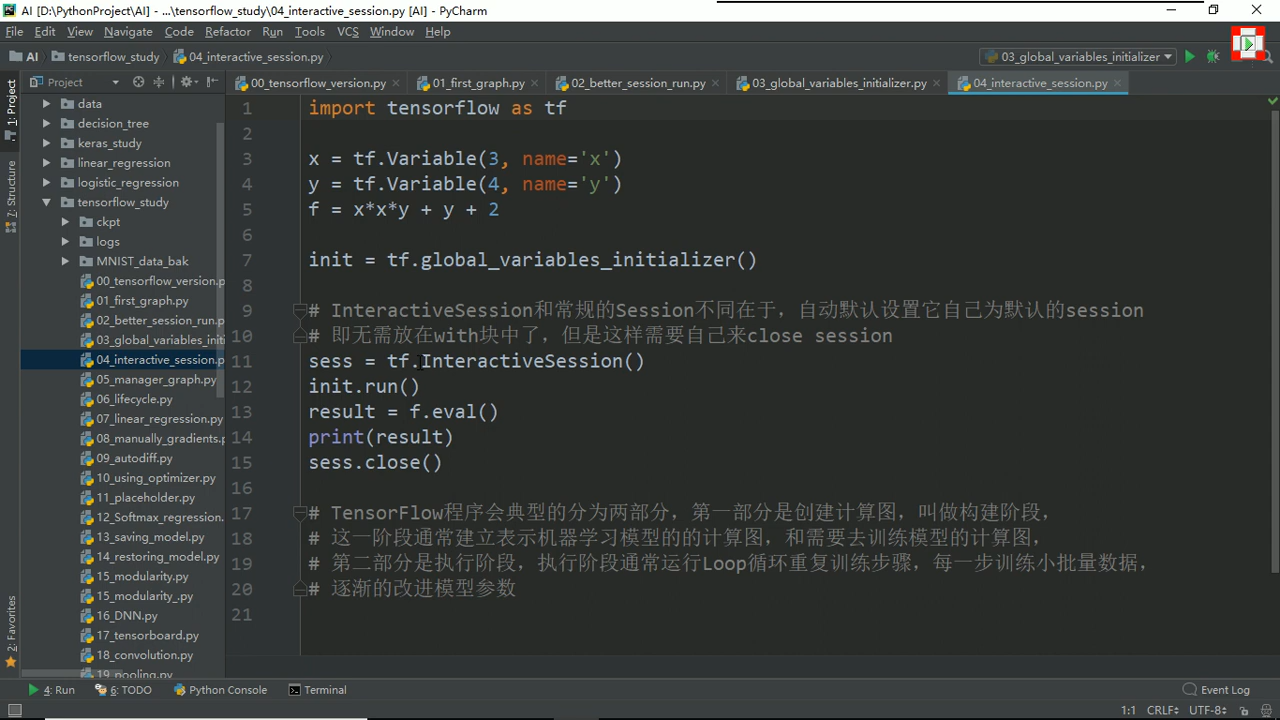 AI [D:\PythonProject\AI] - ...\tensorflow_study\04_interactive_session.py [AI] - PyCharm
File Edit View Navigate Code Refactor Run Tools VCS Window Help
AI tensorflow_study 04_interactive_session.py
03_global_variables_initializer
Project
00_tensorflow_version.py 01_first_graph.py 02_better_session_run.py 03_global_variables_initializer.py 04_interactive_session.py
1: Project
7: Structure
2: Favorites
data
decision_tree
keras_study
linear_regression
logistic_regression
tensorflow_study
ckpt
logs
MNIST_data_bak
00_tensorflow_version.p
01_first_graph.py
02_better_session_run.p
03_global_variables_initi
04_interactive_session.p
05_manager_graph.py
06_lifecycle.py
07_linear_regression.py
08_manually_gradients.p
09_autodiff.py
10_using_optimizer.py
11_placeholder.py
12_Softmax_regression.
13_saving_model.py
14_restoring_model.py
15_modularity.py
15_modularity_.py
16_DNN.py
17_tensorboard.py
18_convolution.py
19_pooling.py
1 import tensorflow as tf
2
3 x = tf.Variable(3, name='x')
4 y = tf.Variable(4, name='y')
5 f = x*x*y + y + 2
6
7 init = tf.global_variables_initializer()
8
9 # InteractiveSession和常规的Session不同在于，自动默认设置它自己为默认的session
10 # 即无需放在with块中了，但是这样需要自己来close session
11 sess = tf.InteractiveSession()
12 init.run()
13 result = f.eval()
14 print(result)
15 sess.close()
16
17 # TensorFlow程序会典型的分为两部分，第一部分是创建计算图，叫做构建阶段，
18 # 这一阶段通常建立表示机器学习模型的的计算图，和需要去训练模型的计算图，
19 # 第二部分是执行阶段，执行阶段通常运行Loop循环重复训练步骤，每一步训练小批量数据，
20 # 逐渐的改进模型参数
21
4: Run 6: TODO Python Console Terminal Event Log
1:1 CRLF UTF-8